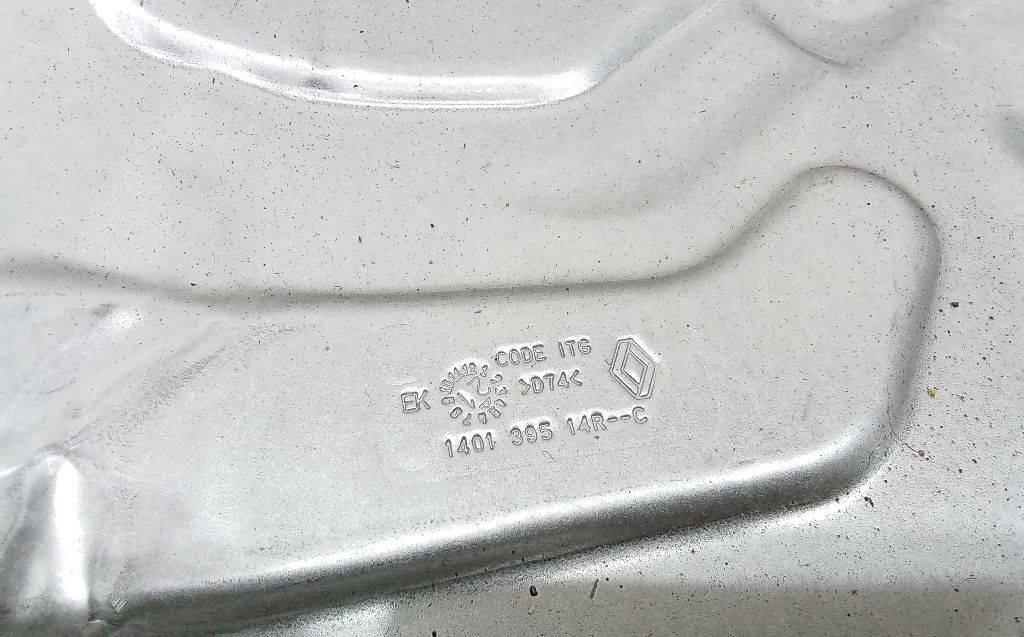 CODE ITG
EK
>D74<
1401 395 14R--C